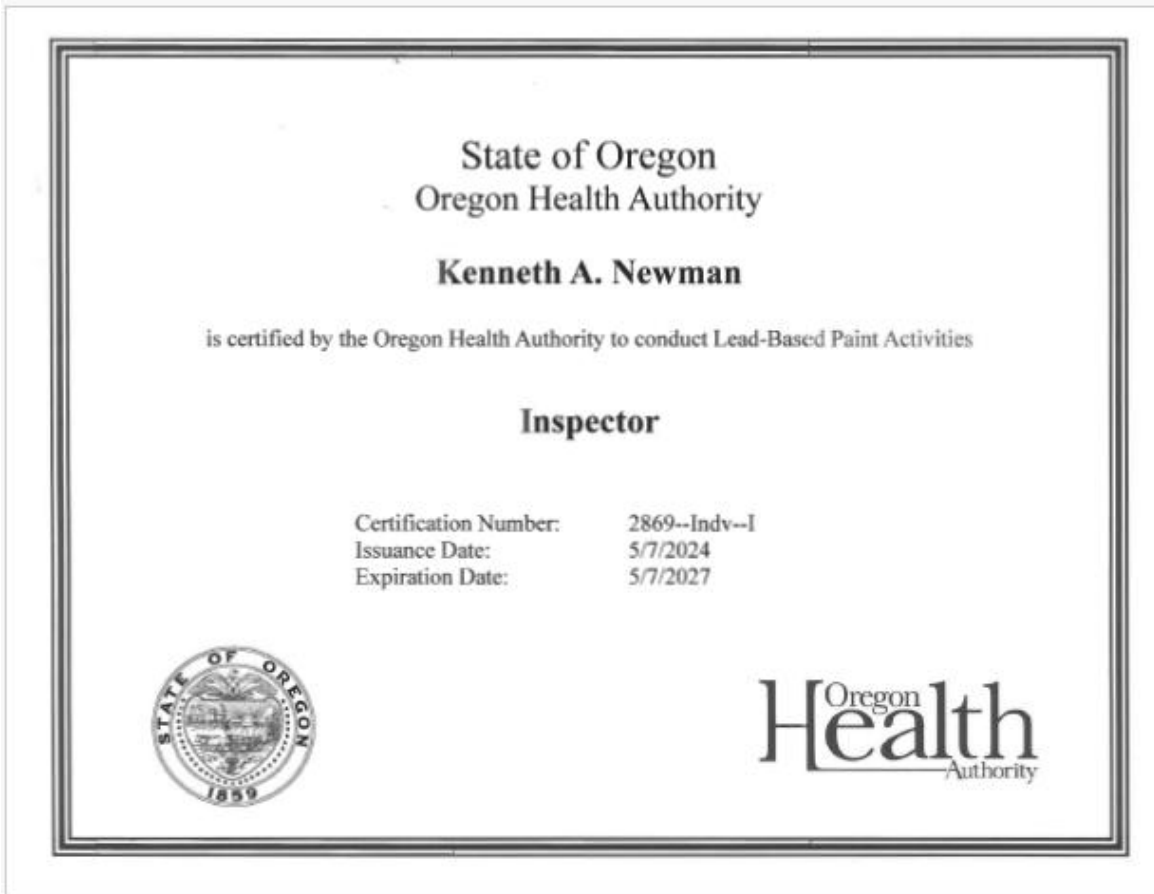 State of Oregon
Oregon Health Authority
Kenneth A. Newman
is certified by the Oregon Health Authority to conduct Lead-Based Paint Activities
Inspector
Certification Number: 2869--Indv--I
Issuance Date: 5/7/2024
Expiration Date: 5/7/2027
STATE OF OREGON
1859
Oregon
Health
Authority